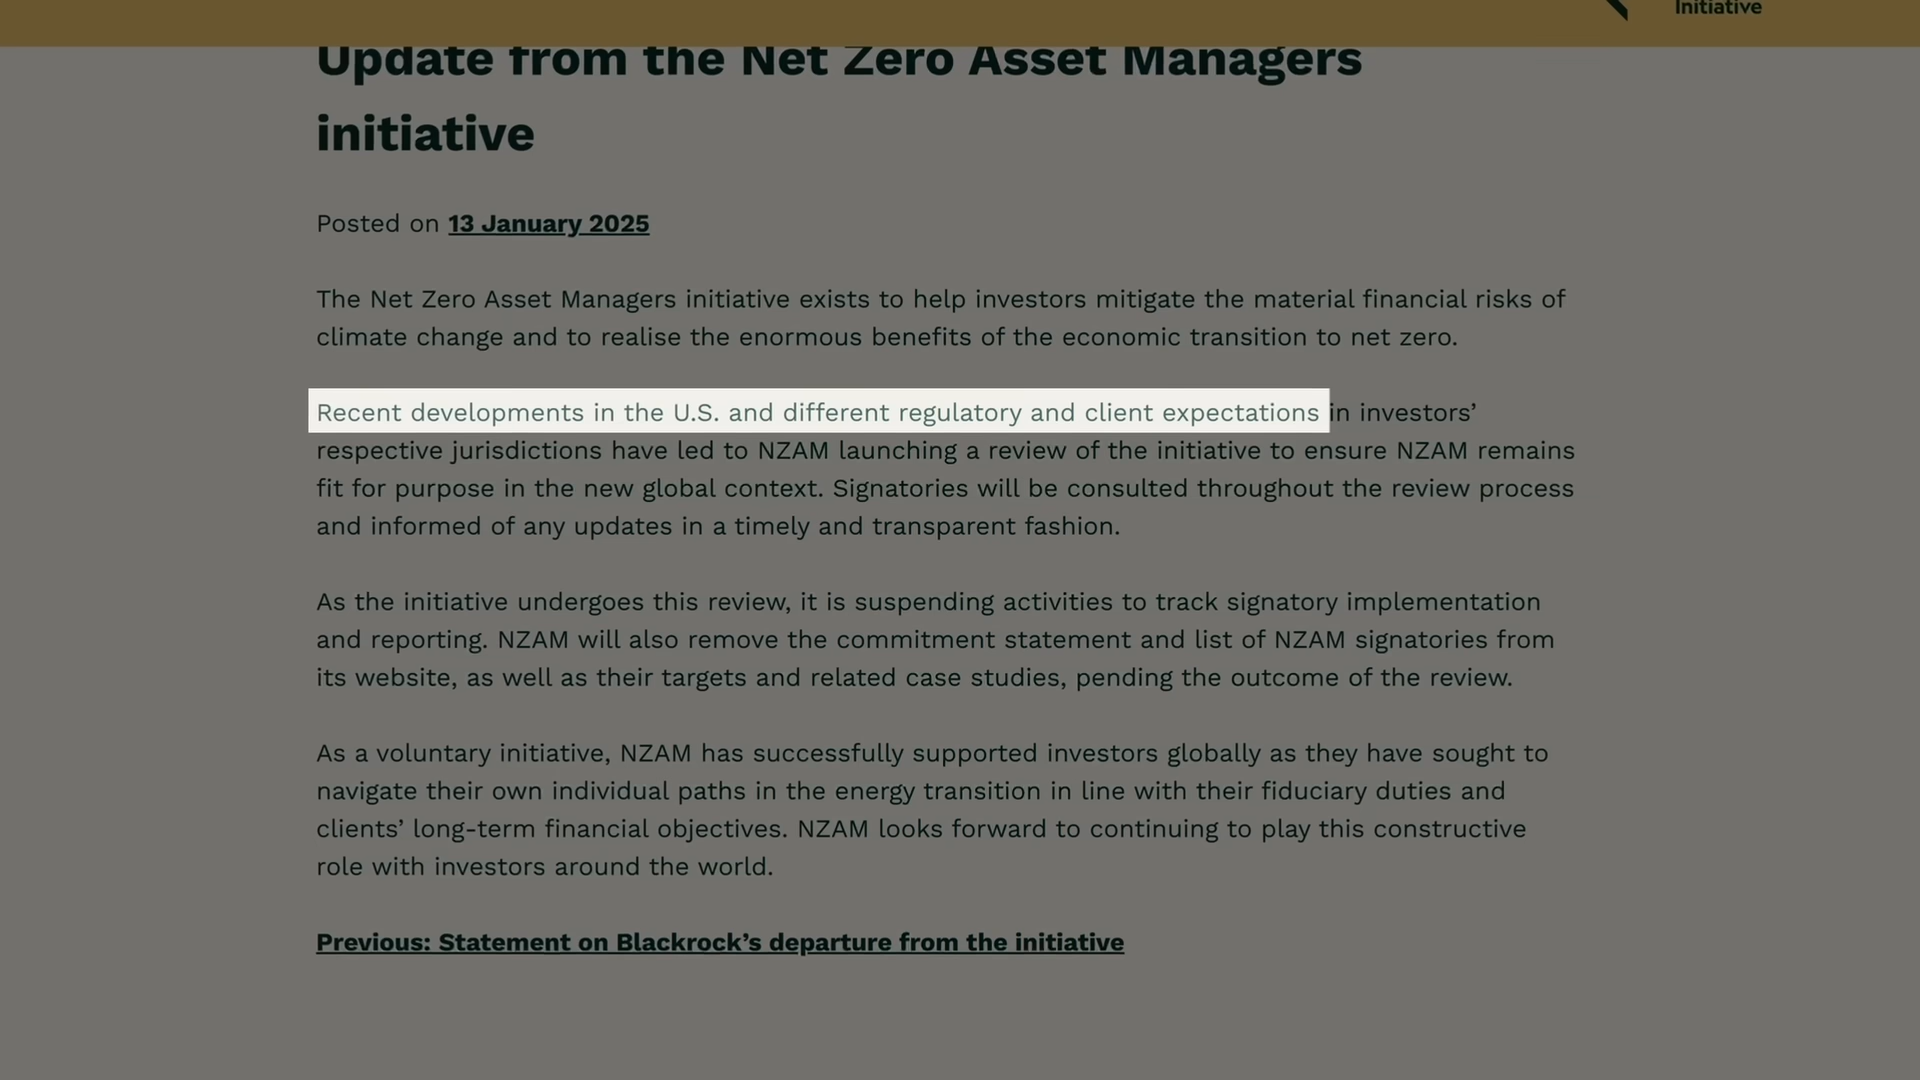 Initiative
Update from the Net Zero Asset Managers
initiative
Posted on 13 January 2025
The Net Zero Asset Managers initiative exists to help investors mitigate the material financial risks of
climate change and to realise the enormous benefits of the economic transition to net zero.
Recent developments in the U.S. and different regulatory and client expectations in investors’
respective jurisdictions have led to NZAM launching a review of the initiative to ensure NZAM remains
fit for purpose in the new global context. Signatories will be consulted throughout the review process
and informed of any updates in a timely and transparent fashion.
As the initiative undergoes this review, it is suspending activities to track signatory implementation
and reporting. NZAM will also remove the commitment statement and list of NZAM signatories from
its website, as well as their targets and related case studies, pending the outcome of the review.
As a voluntary initiative, NZAM has successfully supported investors globally as they have sought to
navigate their own individual paths in the energy transition in line with their fiduciary duties and
clients’ long-term financial objectives. NZAM looks forward to continuing to play this constructive
role with investors around the world.
Previous: Statement on Blackrock’s departure from the initiative